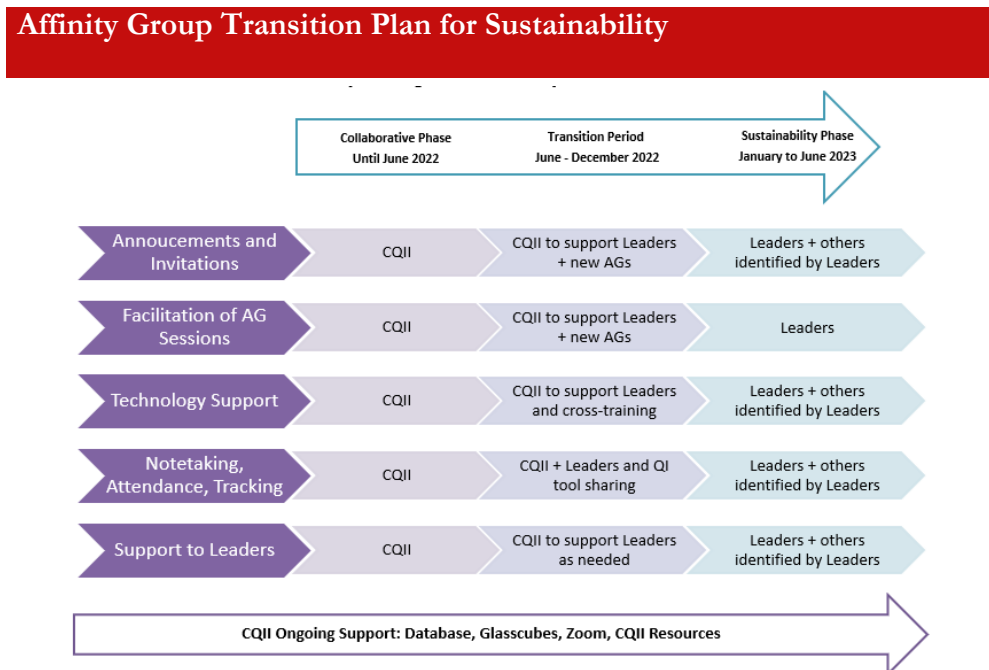 Affinity Group Transition Plan for Sustainability
Collaborative Phase
Until June 2022
Transition Period
June - December 2022
Sustainability Phase
January to June 2023
Annoucements and
Invitations
CQII
CQII to support Leaders
+ new AGs
Leaders + others
identified by Leaders
Facilitation of AG
Sessions
CQII
CQII to support Leaders
+ new AGs
Leaders
Technology Support
CQII
CQII to support Leaders
and cross-training
Leaders + others
identified by Leaders
Notetaking,
Attendance, Tracking
CQII
CQII + Leaders and QI
tool sharing
Leaders + others
identified by Leaders
Support to Leaders
CQII
CQII to support Leaders
as needed
Leaders + others
identified by Leaders
CQII Ongoing Support: Database, Glasscubes, Zoom, CQII Resources